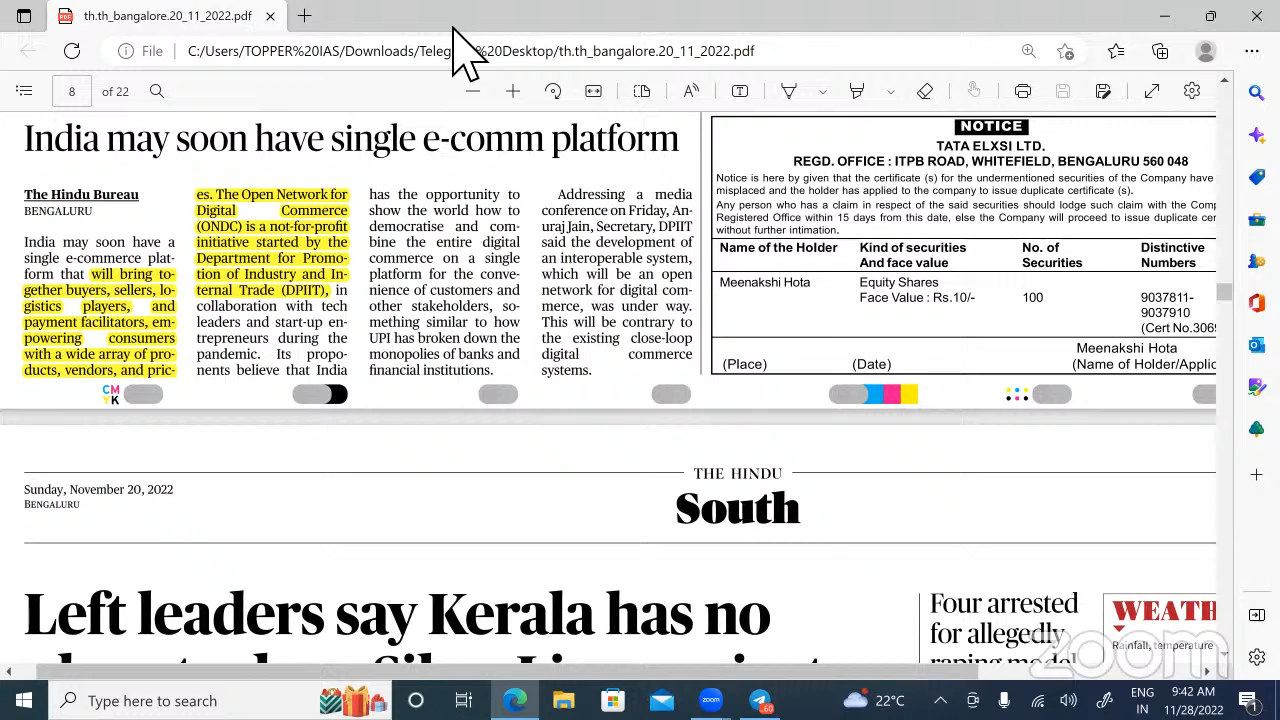 th.th_bangalore.20_11_2022.pdf
File
C:/Users/TOPPER%20IAS/Downloads/Teleg %20Desktop/th.th_bangalore.20_11_2022.pdf
8
of 22
India may soon have single e-comm platform
The Hindu Bureau
BENGALURU
India may soon have a
single e-commerce plat-
form that will bring to-
gether buyers, sellers, lo-
gistics players, and
payment facilitators, em-
powering consumers
with a wide array of pro-
ducts, vendors, and pric-
es. The Open Network for
Digital Commerce
(ONDC) is a not-for-profit
initiative started by the
Department for Promo-
tion of Industry and In-
ternal Trade (DPIIT), in
collaboration with tech
leaders and start-up en-
trepreneurs during the
pandemic. Its propo-
nents believe that India
has the opportunity to
show the world how to
democratise and com-
bine the entire digital
commerce on a single
platform for the conve-
nience of customers and
other stakeholders, so-
mething similar to how
UPI has broken down the
monopolies of banks and
financial institutions.
Addressing a media
conference on Friday, An-
uraj Jain, Secretary, DPIIT
said the development of
an interoperable system,
which will be an open
network for digital com-
merce, was under way.
This will be contrary to
the existing close-loop
digital commerce
systems.
NOTICE
TATA ELXSI LTD.
REGD. OFFICE : ITPB ROAD, WHITEFIELD, BENGALURU 560 048
Notice is here by given that the certificate (s) for the undermentioned securities of the Company have
misplaced and the holder has applied to the company to issue duplicate certificate (s).
Any person who has a claim in respect of the said securities should lodge such claim with the Comp
Registered Office within 15 days from this date, else the Company will proceed to issue duplicate cer
without further intimation.
Name of the Holder Kind of securities No. of Distinctive
And face value Securities Numbers
Meenakshi Hota Equity Shares
Face Value : Rs.10/- 100 9037811-
9037910
(Cert No.3069
Meenakshi Hota
(Place) (Date) (Name of Holder/Applic
CM
YK
Sunday, November 20, 2022
BENGALURU
THE HINDU
South
Left leaders say Kerala has no
Four arrested
for allegedly
WEATH
Rainfall, temperature
zoom
Type here to search
zoom
60
22°C
ENG
IN
9:42 AM
11/28/2022
1